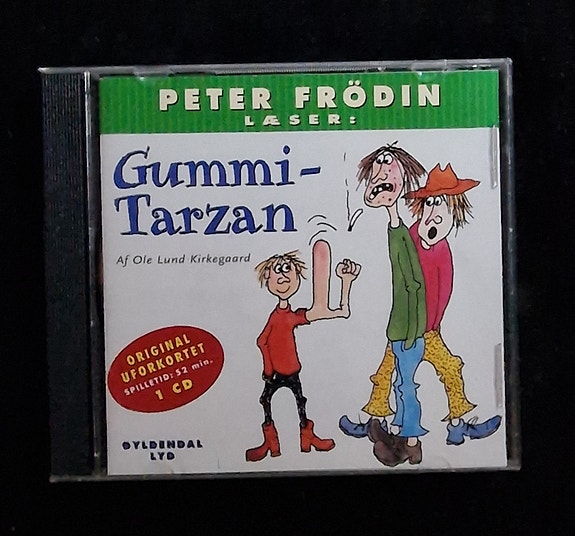 PETER FRÖDIN
LÆSER:
Gummi-
Tarzan
Af Ole Lund Kirkegaard
ORIGINAL
UFORKORTET
SPILLETID: 52 min.
1 CD
GYLDENDAL
LYD